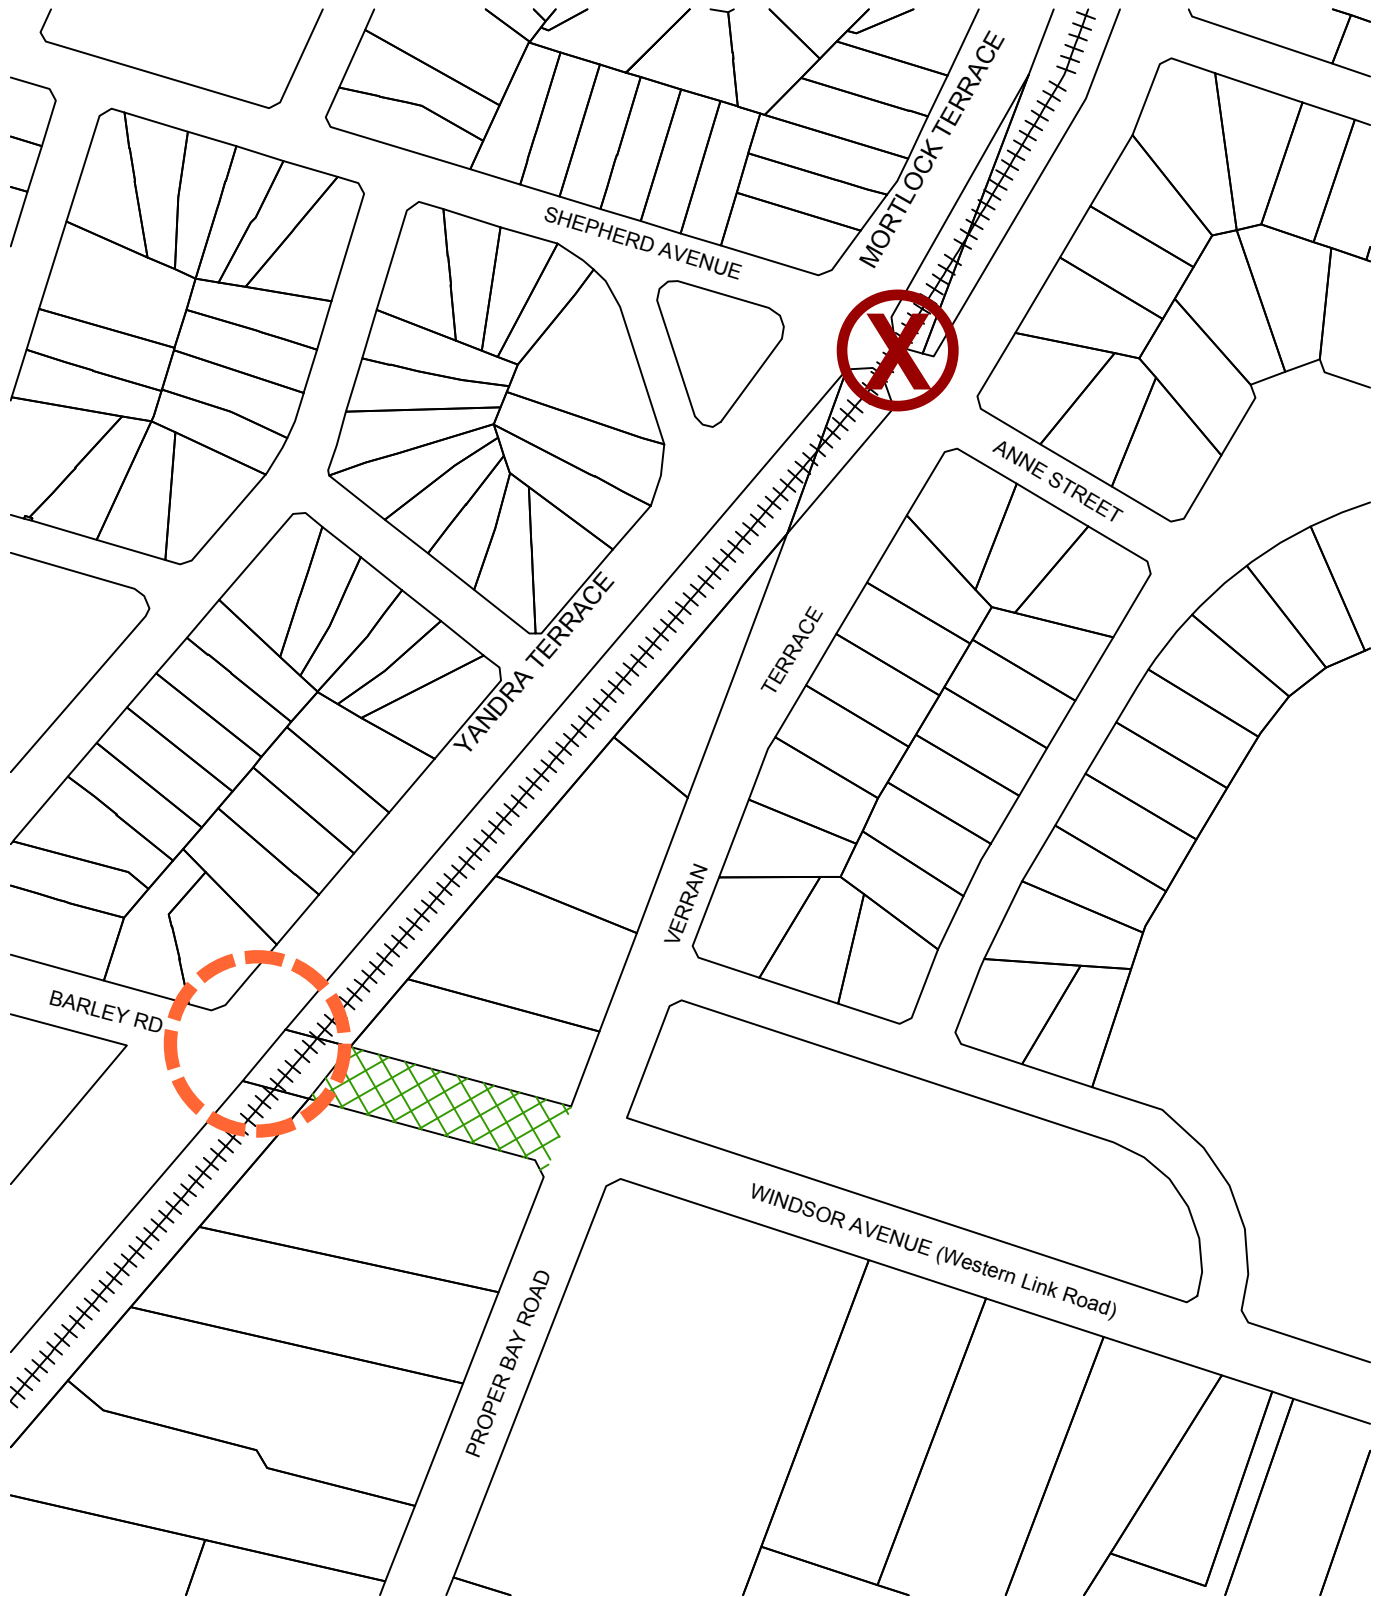 MORTLOCK TERRACE
SHEPHERD AVENUE
X
ANNE STREET
YANDRA TERRACE
TERRACE
VERRAN
BARLEY RD
WINDSOR AVENUE (Western Link Road)
PROPER BAY ROAD